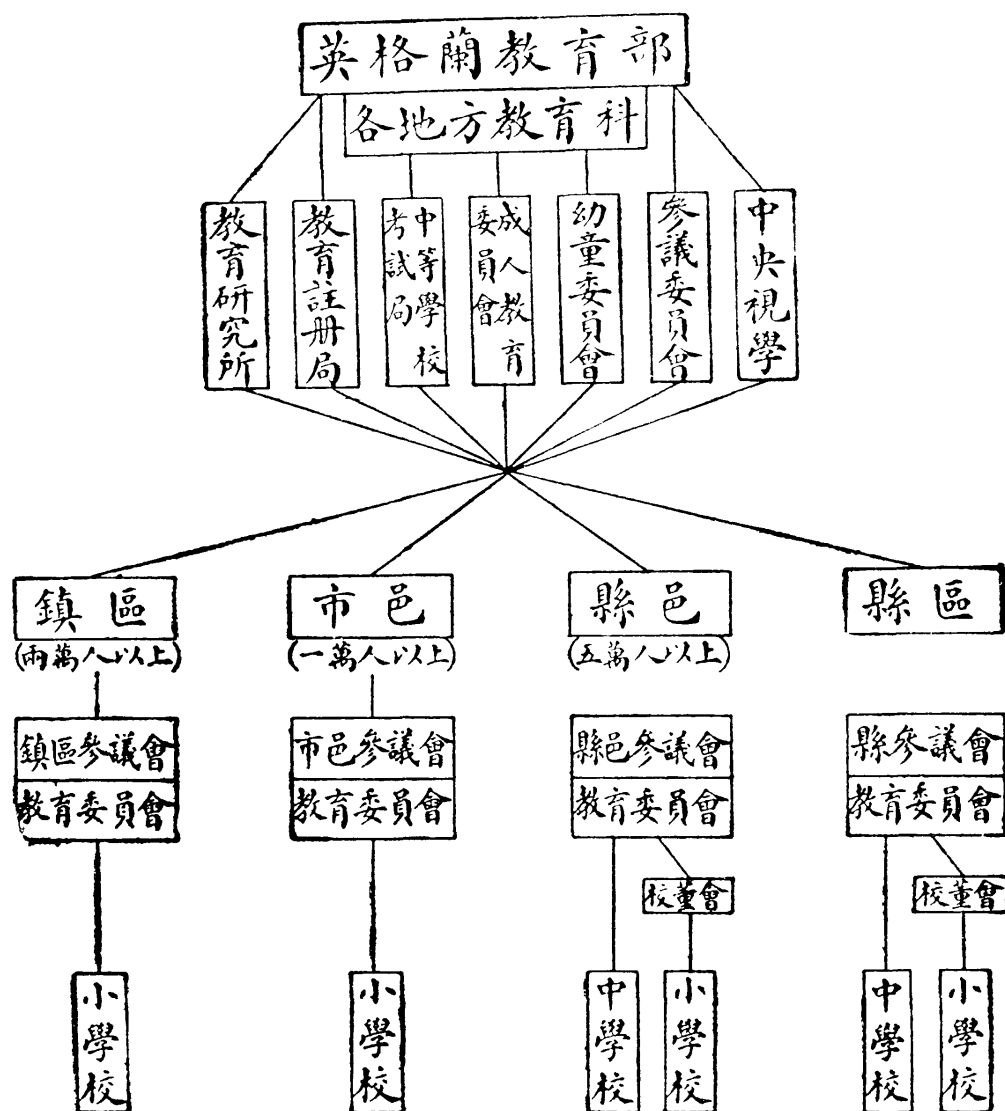 英格蘭教育部
各地方教育科
中央視學
參議委員會
幼童委員會
成人教育
委員會
中等學校
考試局
教育註册局
教育研究所
鎮區
(兩萬人以上)
市邑
(一萬人以上)
縣邑
(五萬人以上)
縣區
鎮區參議會
教育委員會
市邑參議會
教育委員會
縣邑參議會
教育委員會
縣參議會
教育委員會
校董會
校董會
小學校
小學校
中學校
小學校
中學校
小學校